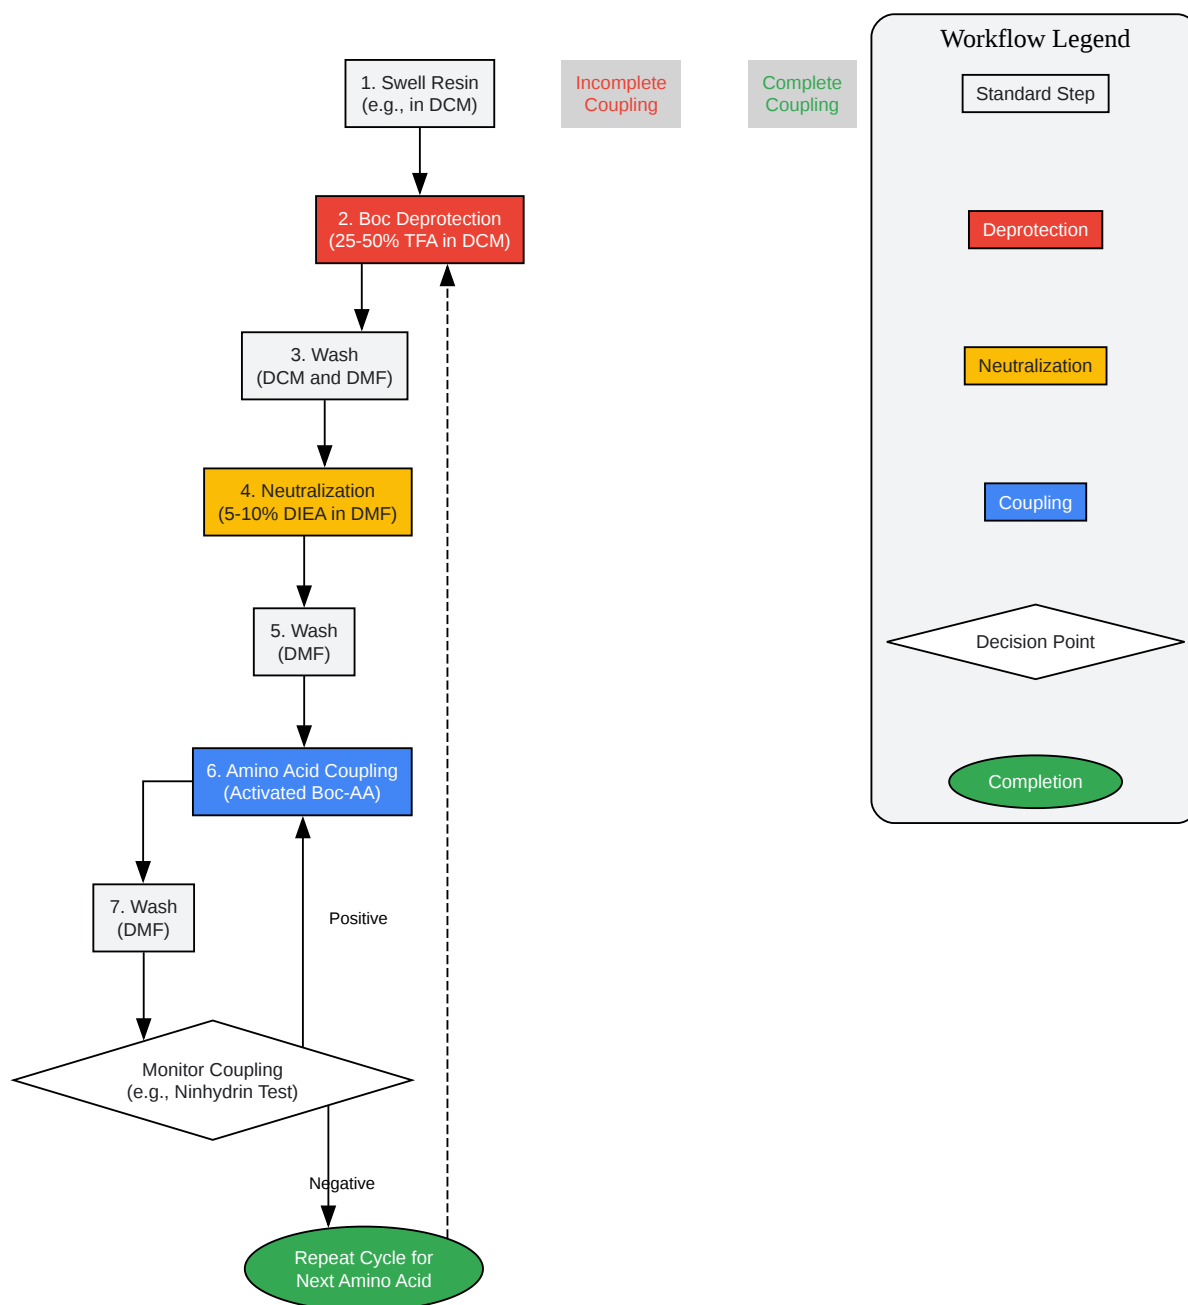 1. Swell Resin
(e.g., in DCM)
Incomplete
Coupling
Complete
Coupling
2. Boc Deprotection
(25-50% TFA in DCM)
3. Wash
(DCM and DMF)
4. Neutralization
(5-10% DIEA in DMF)
5. Wash
(DMF)
6. Amino Acid Coupling
(Activated Boc-AA)
7. Wash
(DMF)
Positive
Monitor Coupling
(e.g., Ninhydrin Test)
Negative
Repeat Cycle for
Next Amino Acid
Workflow Legend
Standard Step
Deprotection
Neutralization
Coupling
Decision Point
Completion